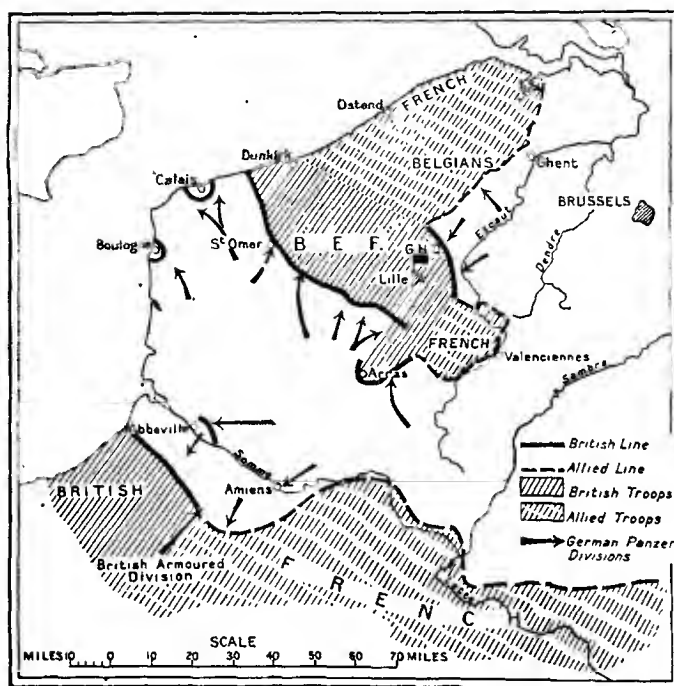 Ostend
FRENCH
Dunki
BELGIANS
Ghent
Calais
BRUSSELS
Escaut
St Omer
B. E.F.
G.H
Dendre
Boulog
Lille
FRENCH
Valenciennes
Arras
Sambre
bbevill
Somme
BRITISH
Amiens
British Line
Allied Line
British Troops
Allied Troops
German Panzer
Divisions
British Armoured
Division
F R E N C
SCALE
MILES 10 0 10 20 30 40 50 60 70 MILES